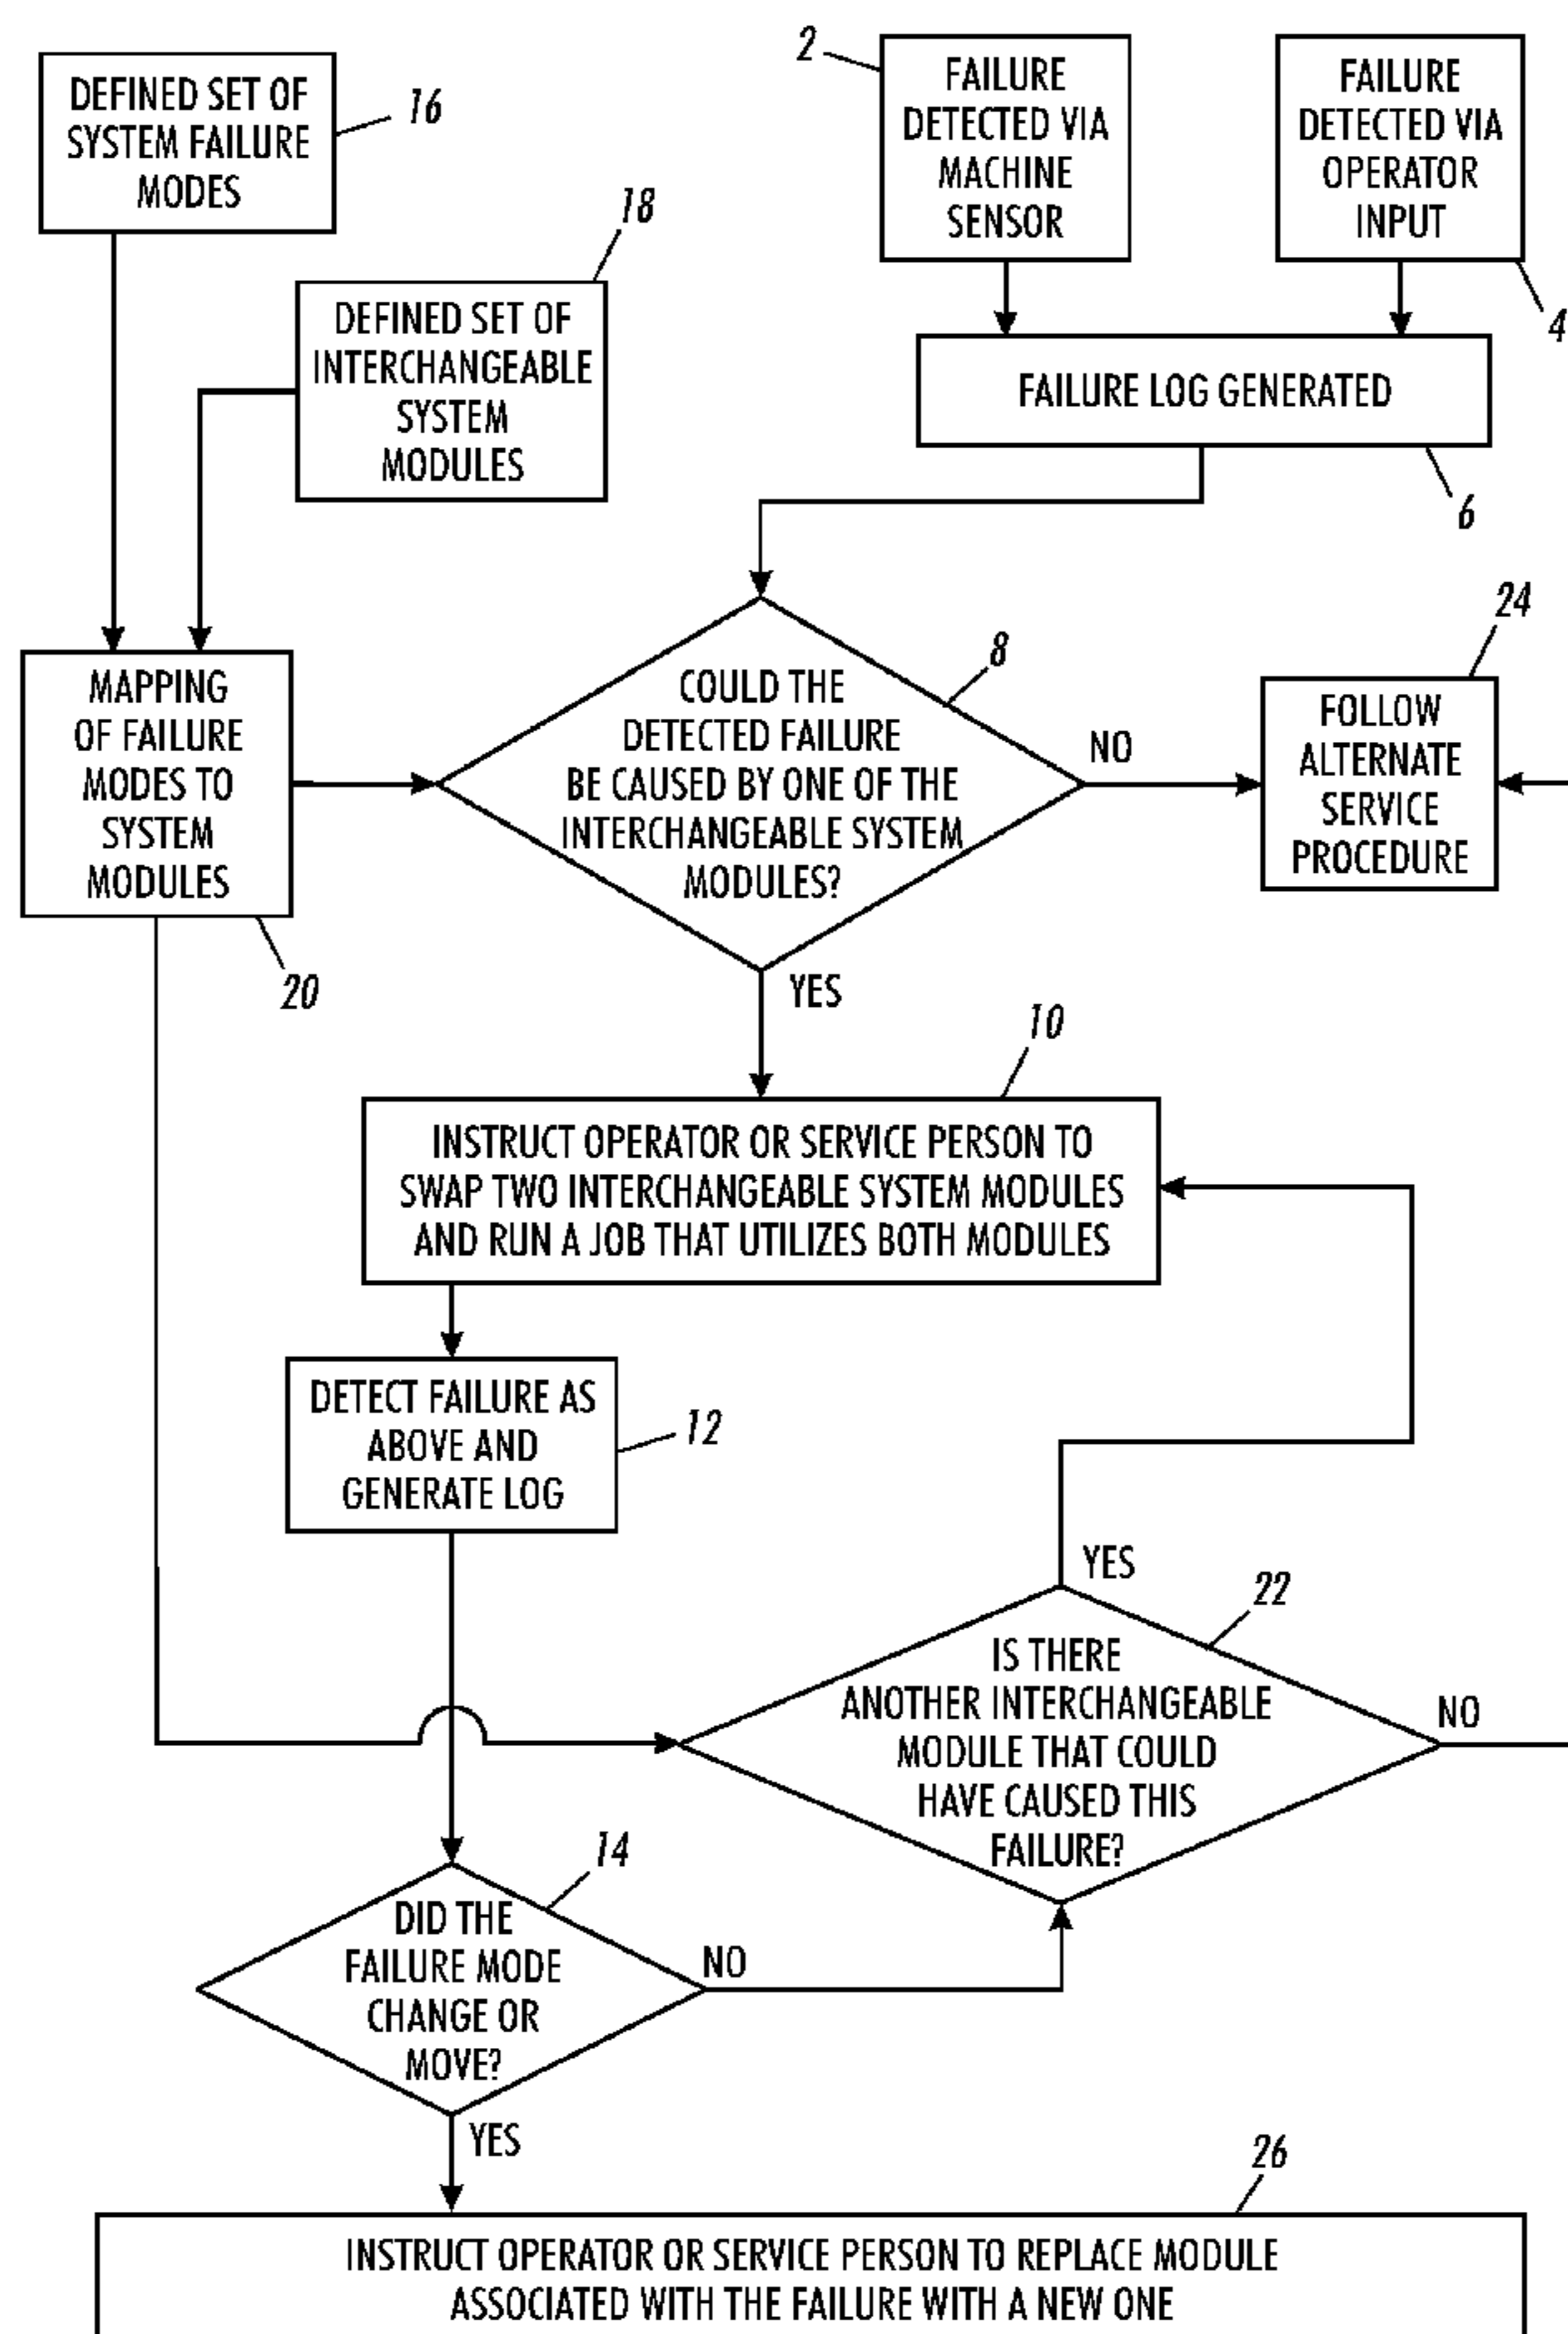 DEFINED SET OF
SYSTEM FAILURE
MODES
16
2
FAILURE
DETECTED VIA
MACHINE
SENSOR
FAILURE
DETECTED VIA
OPERATOR
INPUT
4
18
DEFINED SET OF
INTERCHANGEABLE
SYSTEM
MODULES
FAILURE LOG GENERATED
6
MAPPING
OF FAILURE
MODES TO
SYSTEM
MODULES
20
8
COULD THE
DETECTED FAILURE
BE CAUSED BY ONE OF THE
INTERCHANGEABLE SYSTEM
MODULES?
NO
YES
24
FOLLOW
ALTERNATE
SERVICE
PROCEDURE
10
INSTRUCT OPERATOR OR SERVICE PERSON TO
SWAP TWO INTERCHANGEABLE SYSTEM MODULES
AND RUN A JOB THAT UTILIZES BOTH MODULES
DETECT FAILURE AS
ABOVE AND
GENERATE LOG
12
YES
22
IS THERE
ANOTHER INTERCHANGEABLE
MODULE THAT COULD
HAVE CAUSED THIS
FAILURE?
NO
14
DID THE
FAILURE MODE
CHANGE OR
MOVE?
NO
YES
26
INSTRUCT OPERATOR OR SERVICE PERSON TO REPLACE MODULE
ASSOCIATED WITH THE FAILURE WITH A NEW ONE